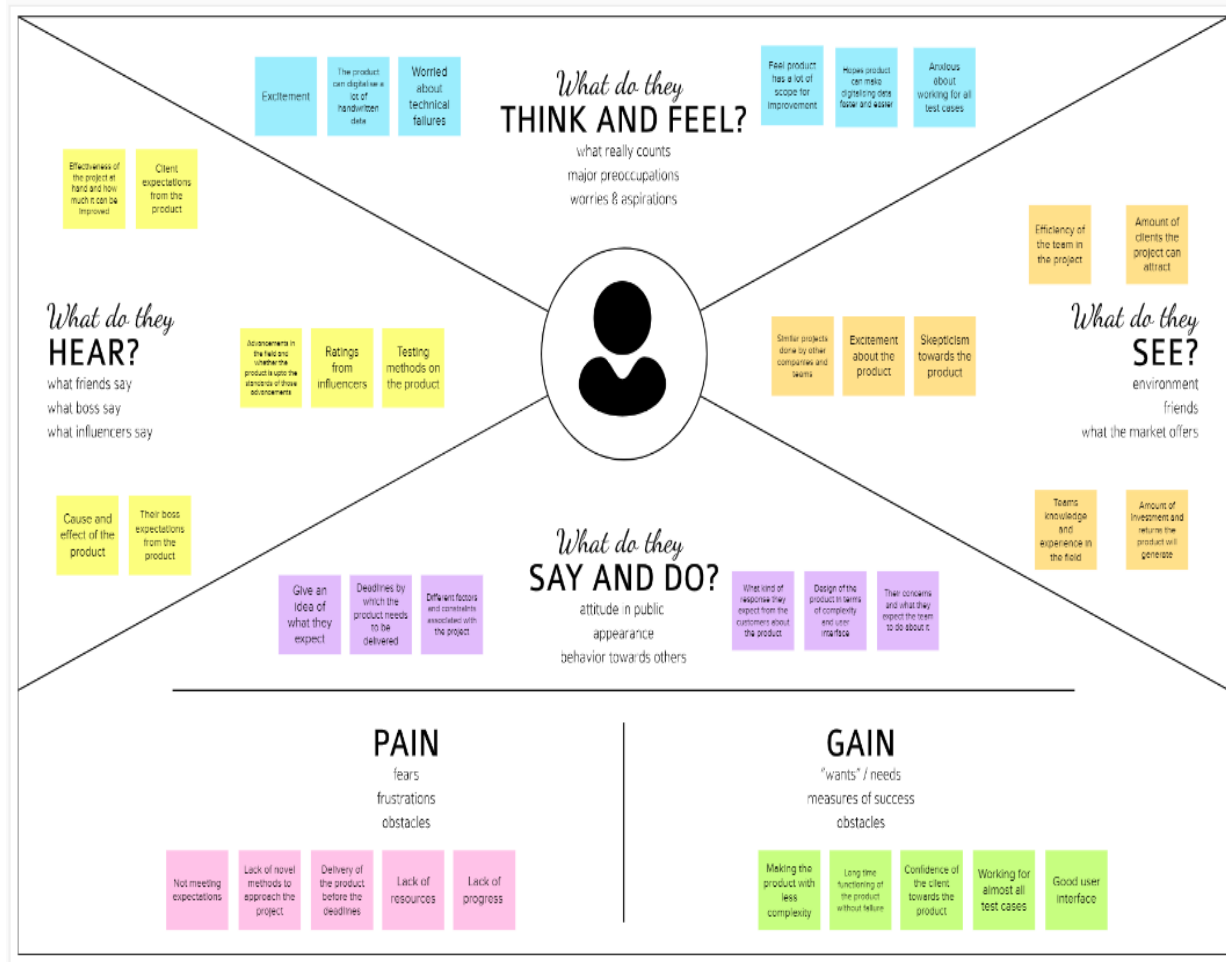 What do they
THINK AND FEEL?
what really counts
major preoccupations
worries & aspirations
Excitement
The product
can digitalise a
lot of
handwritten
data
Worried
about
technical
failures
Feel product
has a lot of
scope for
improvement
Hopes product
can make
digitalising data
faster and easier
Anxious
about
working for all
test cases
Effectiveness of
the project at
hand and how
much it can be
improved
Client
expectations
from the
product
What do they
HEAR?
what friends say
what boss say
what influencers say
Advancements in
the field and
whether the
product is upto the
standards of those
advancements
Ratings
from
influencers
Testing
methods on
the product
Cause and
effect of the
product
Their boss
expectations
from the
product
Efficiency of
the team in
the project
Amount of
clients the
project can
attract
What do they
SEE?
environment
friends
what the market offers
Similar projects
done by other
companies and
teams
Excitement
about the
product
Skepticism
towards the
product
Teams
knowledge
and
experience in
the field
Amount of
investment and
returns the
product will
generate
What do they
SAY AND DO?
attitude in public
appearance
behavior towards others
Give an
idea of
what they
expect
Deadlines by
which the
product needs
to be
delivered
Different factors
and constraints
associated with
the project
What kind of
response they
expect from the
customers about
the product
Design of the
product in terms
of complexity
and user
interface
Their concerns
and what they
expect the team
to do about it
PAIN
fears
frustrations
obstacles
Not meeting
expectations
Lack of novel
methods to
approach the
project
Delivery of
the product
before the
deadlines
Lack of
resources
Lack of
progress
GAIN
"wants" / needs
measures of success
obstacles
Making the
product with
less
complexity
Long time
functioning of
the product
without failure
Confidence of
the client
towards the
product
Working for
almost all
test cases
Good user
interface